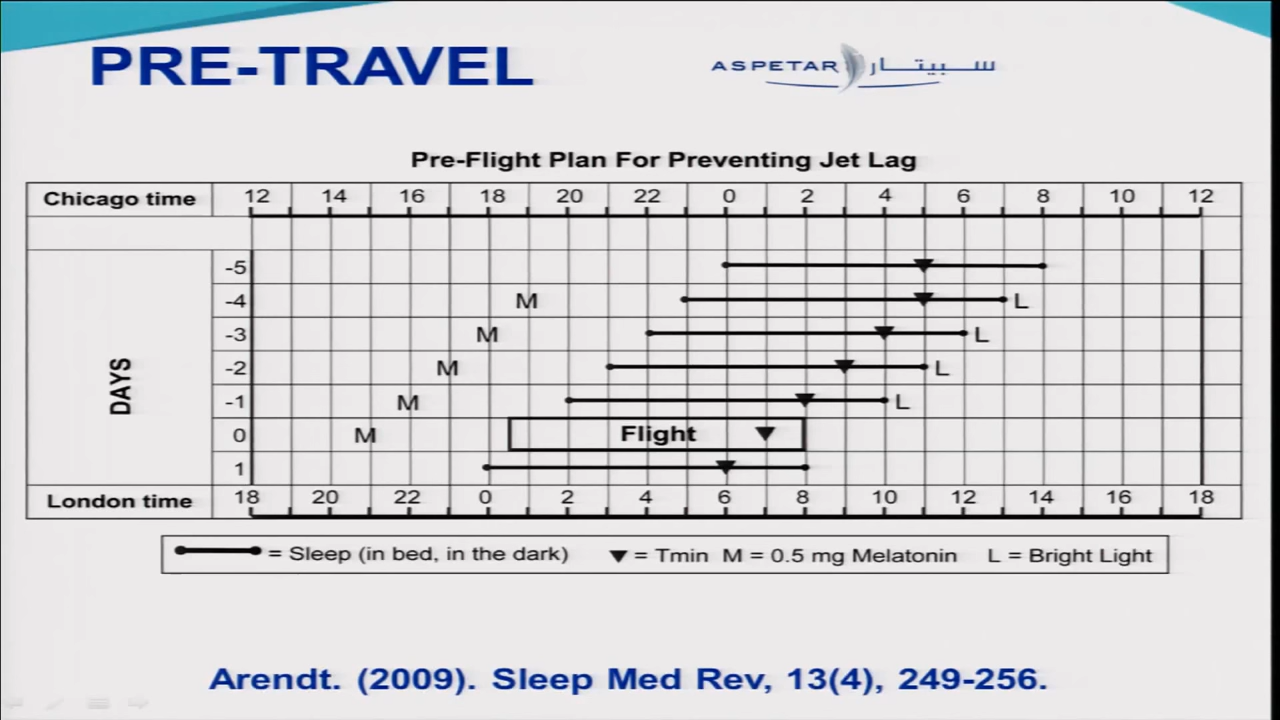 PRE-TRAVEL
ASPETAR سبيتار
Pre-Flight Plan For Preventing Jet Lag
Chicago time 12 14 16 18 20 22 0 2 4 6 8 10 12
DAYS
-5
-4 M L
-3 M L
-2 M L
-1 M L
0 M Flight
1
London time 18 20 22 0 2 4 6 8 10 12 14 16 18
= Sleep (in bed, in the dark) ▼ = Tmin M = 0.5 mg Melatonin L = Bright Light
Arendt. (2009). Sleep Med Rev, 13(4), 249-256.